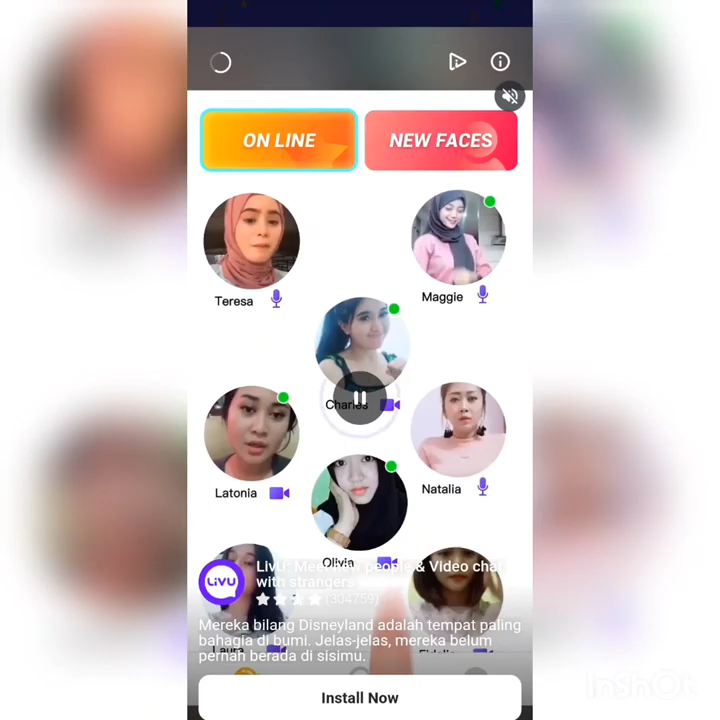 ON LINE
NEW FACES
Teresa
Maggie
Charles
Latonia
Natalia
Olivia
LivU: Meet new people & Video chat
with strangers
LivU
(304759)
Mereka bilang Disneyland adalah tempat paling
bahagia di bumi. Jelas-jelas, mereka belum
pernah berada di sisimu.
Laura
Install Now
InShOt